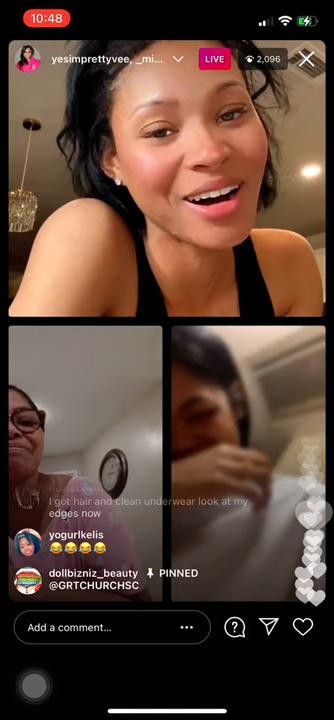 10:48
yesimprettyvee, _mi...
LIVE
2,096
I got hair and clean underwear look at my
edges now
yogurlkelis
😂😂😂😂
dollbizniz_beauty PINNED
@GRTCHURCHSC
Add a comment...